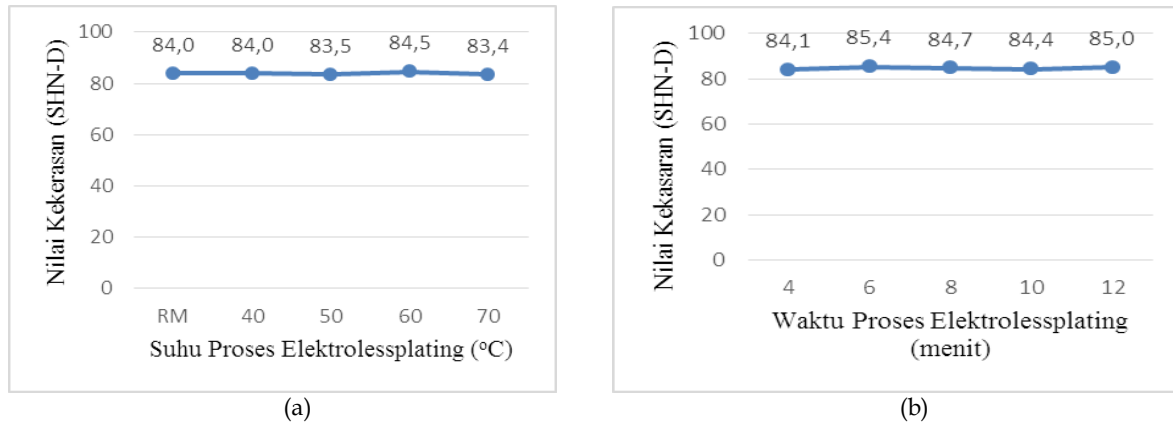 100
84,0 84,0 83,5 84,5 83,4
80
60
40
20
0
RM 40 50 60 70
Nilai Kekerasan (SHN-D)
Suhu Proses Elektrolessplating (°C)
(a)
100
84,1 85,4 84,7 84,4 85,0
80
60
40
20
0
4 6 8 10 12
Nilai Kekasaran (SHN-D)
Waktu Proses Elektrolessplating
(menit)
(b)